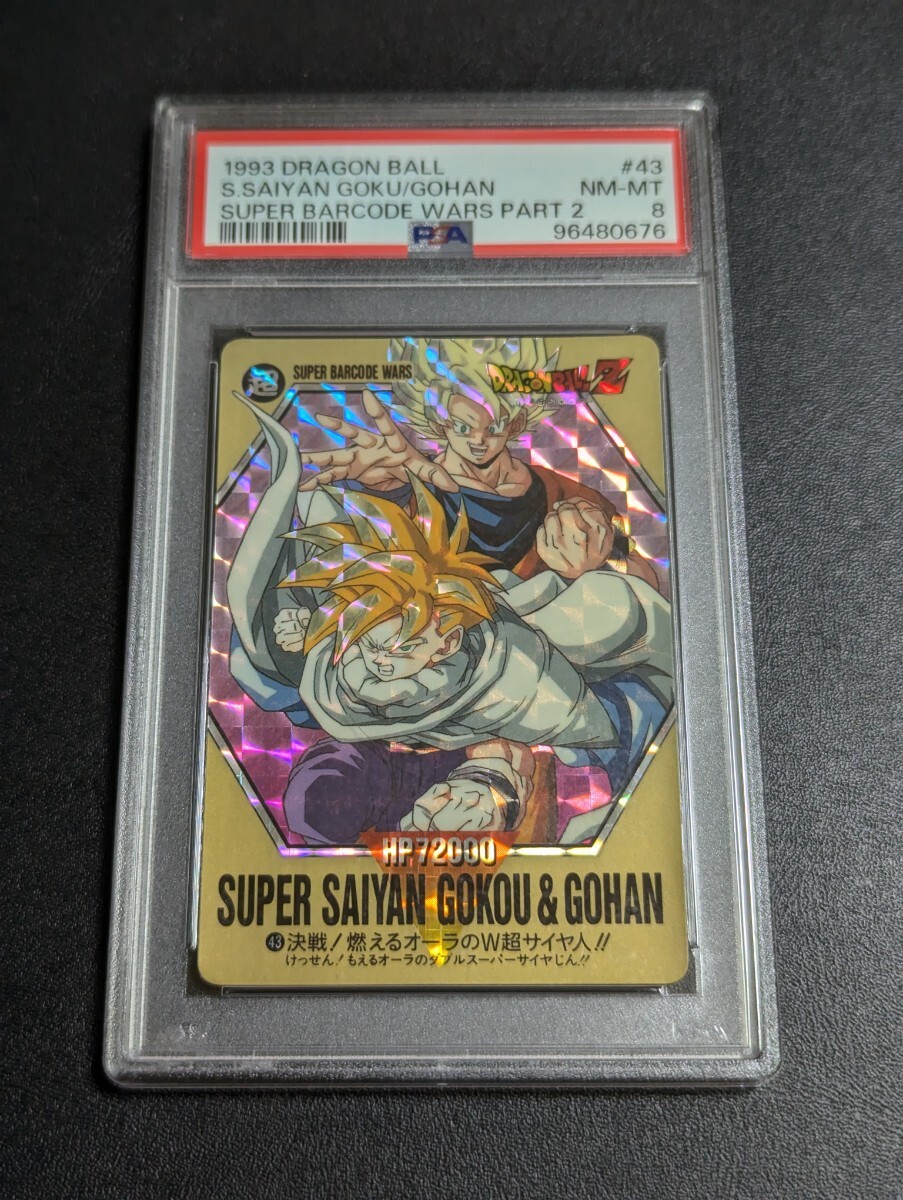 1993 DRAGON BALL #43
S.SAIYAN GOKU/GOHAN NM-MT
SUPER BARCODE WARS PART 2 8
PSA 96480676
超 SUPER BARCODE WARS DRAGON BALL Z
HP72000
SUPER SAIYAN GOKOU & GOHAN
43 決戦!燃えるオーラのW超サイヤ人!!
けっせん!もえるオーラのダブルスーパーサイヤじん!!